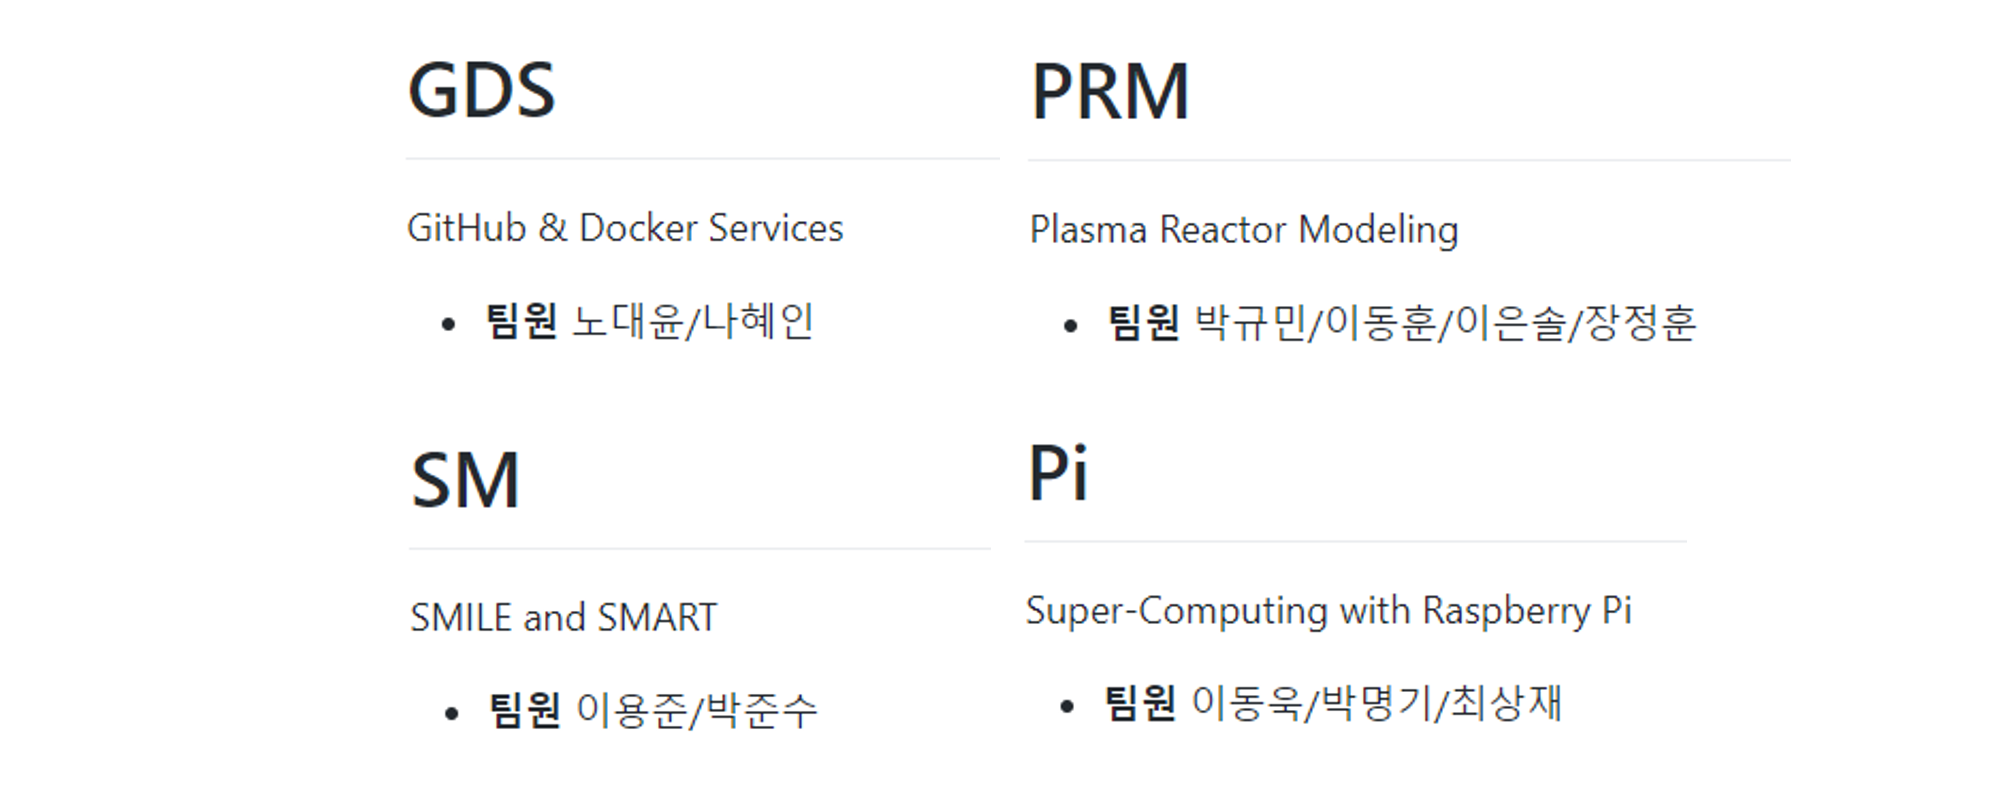 GDS
GitHub & Docker Services
• 팀원 노대윤/나혜인
PRM
Plasma Reactor Modeling
• 팀원 박규민/이동훈/이은솔/장정훈
SM
SMILE and SMART
• 팀원 이용준/박준수
Pi
Super-Computing with Raspberry Pi
• 팀원 이동욱/박명기/최상재